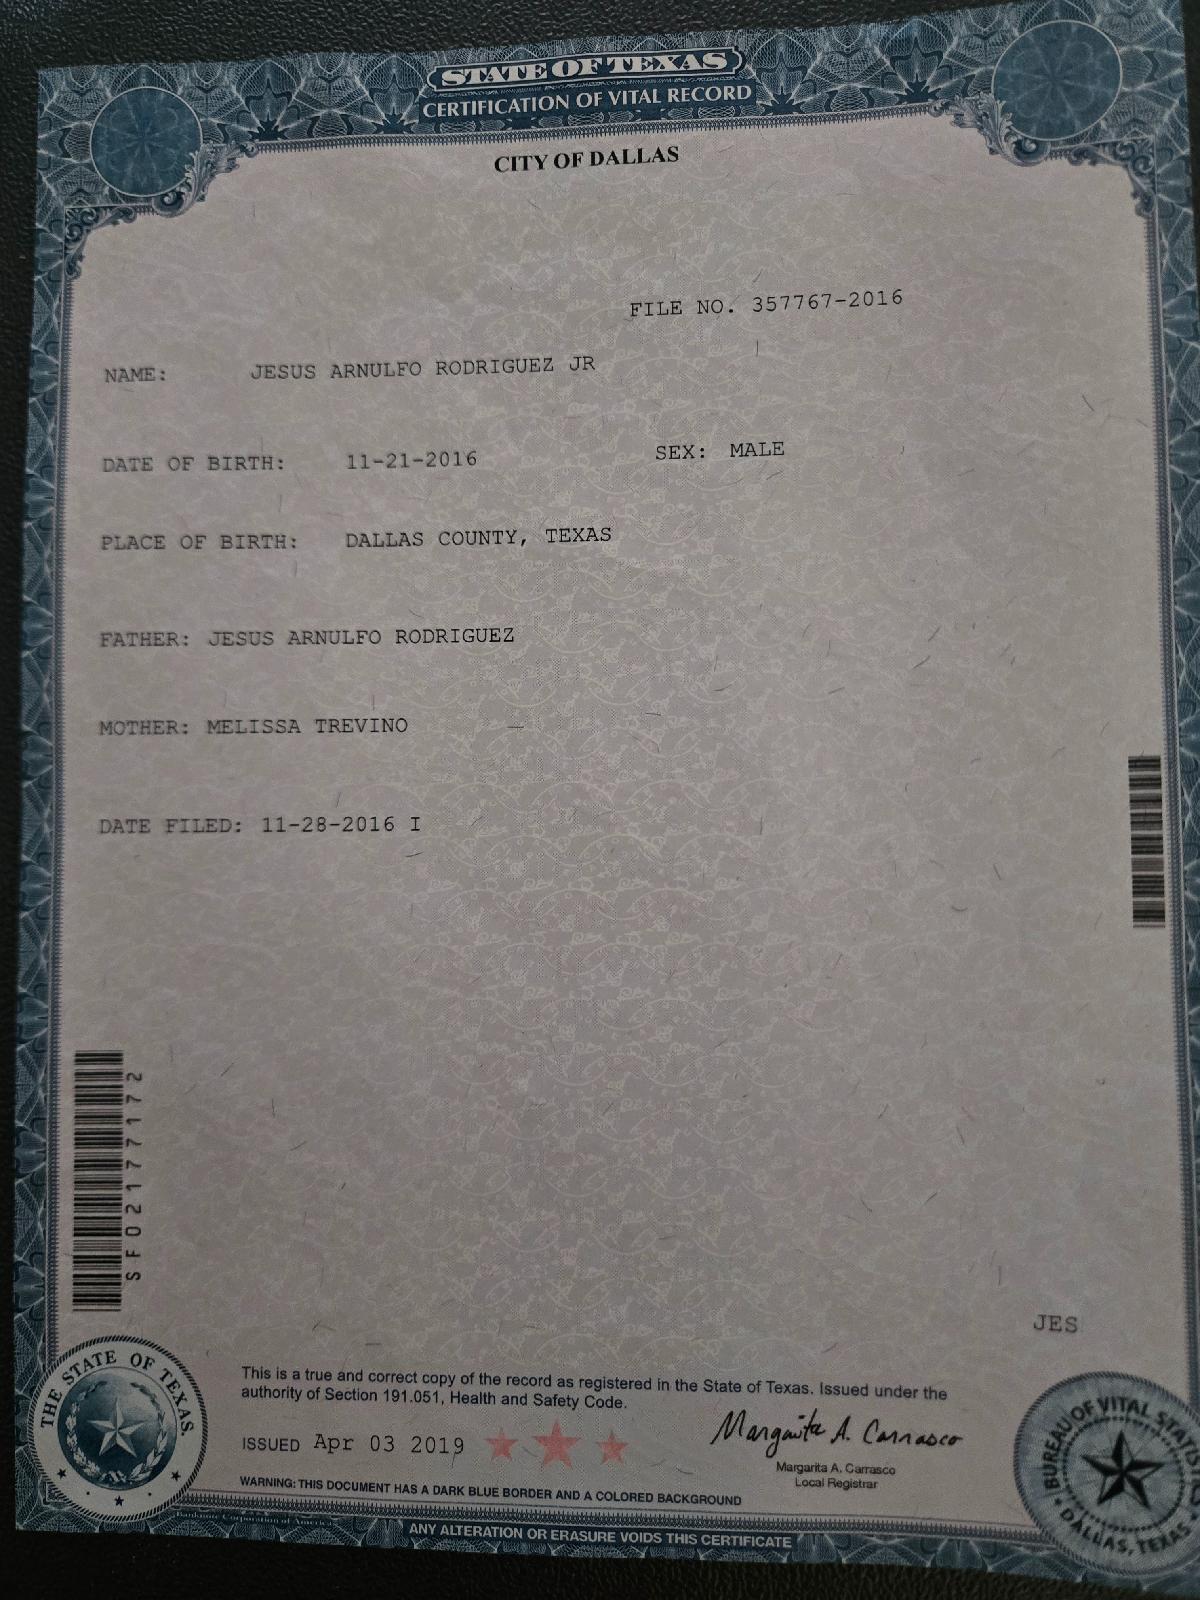 STATE OF TEXAS
CERTIFICATION OF VITAL RECORD
CITY OF DALLAS
FILE NO. 357767-2016
NAME: JESUS ARNULFO RODRIGUEZ JR
DATE OF BIRTH: 11-21-2016 SEX: MALE
PLACE OF BIRTH: DALLAS COUNTY, TEXAS
FATHER: JESUS ARNULFO RODRIGUEZ
MOTHER: MELISSA TREVINO
DATE FILED: 11-28-2016 I
SF02177172
JES
THE STATE OF TEXAS.
This is a true and correct copy of the record as registered in the State of Texas. Issued under the
authority of Section 191.051, Health and Safety Code.
ISSUED Apr 03 2019
Margarita A. Carrasco
Margarita A. Carrasco
Local Registrar
WARNING: THIS DOCUMENT HAS A DARK BLUE BORDER AND A COLORED BACKGROUND
BUREAU OF VITAL STATISTICS
DALLAS, TEXAS
ANY ALTERATION OR ERASURE VOIDS THIS CERTIFICATE